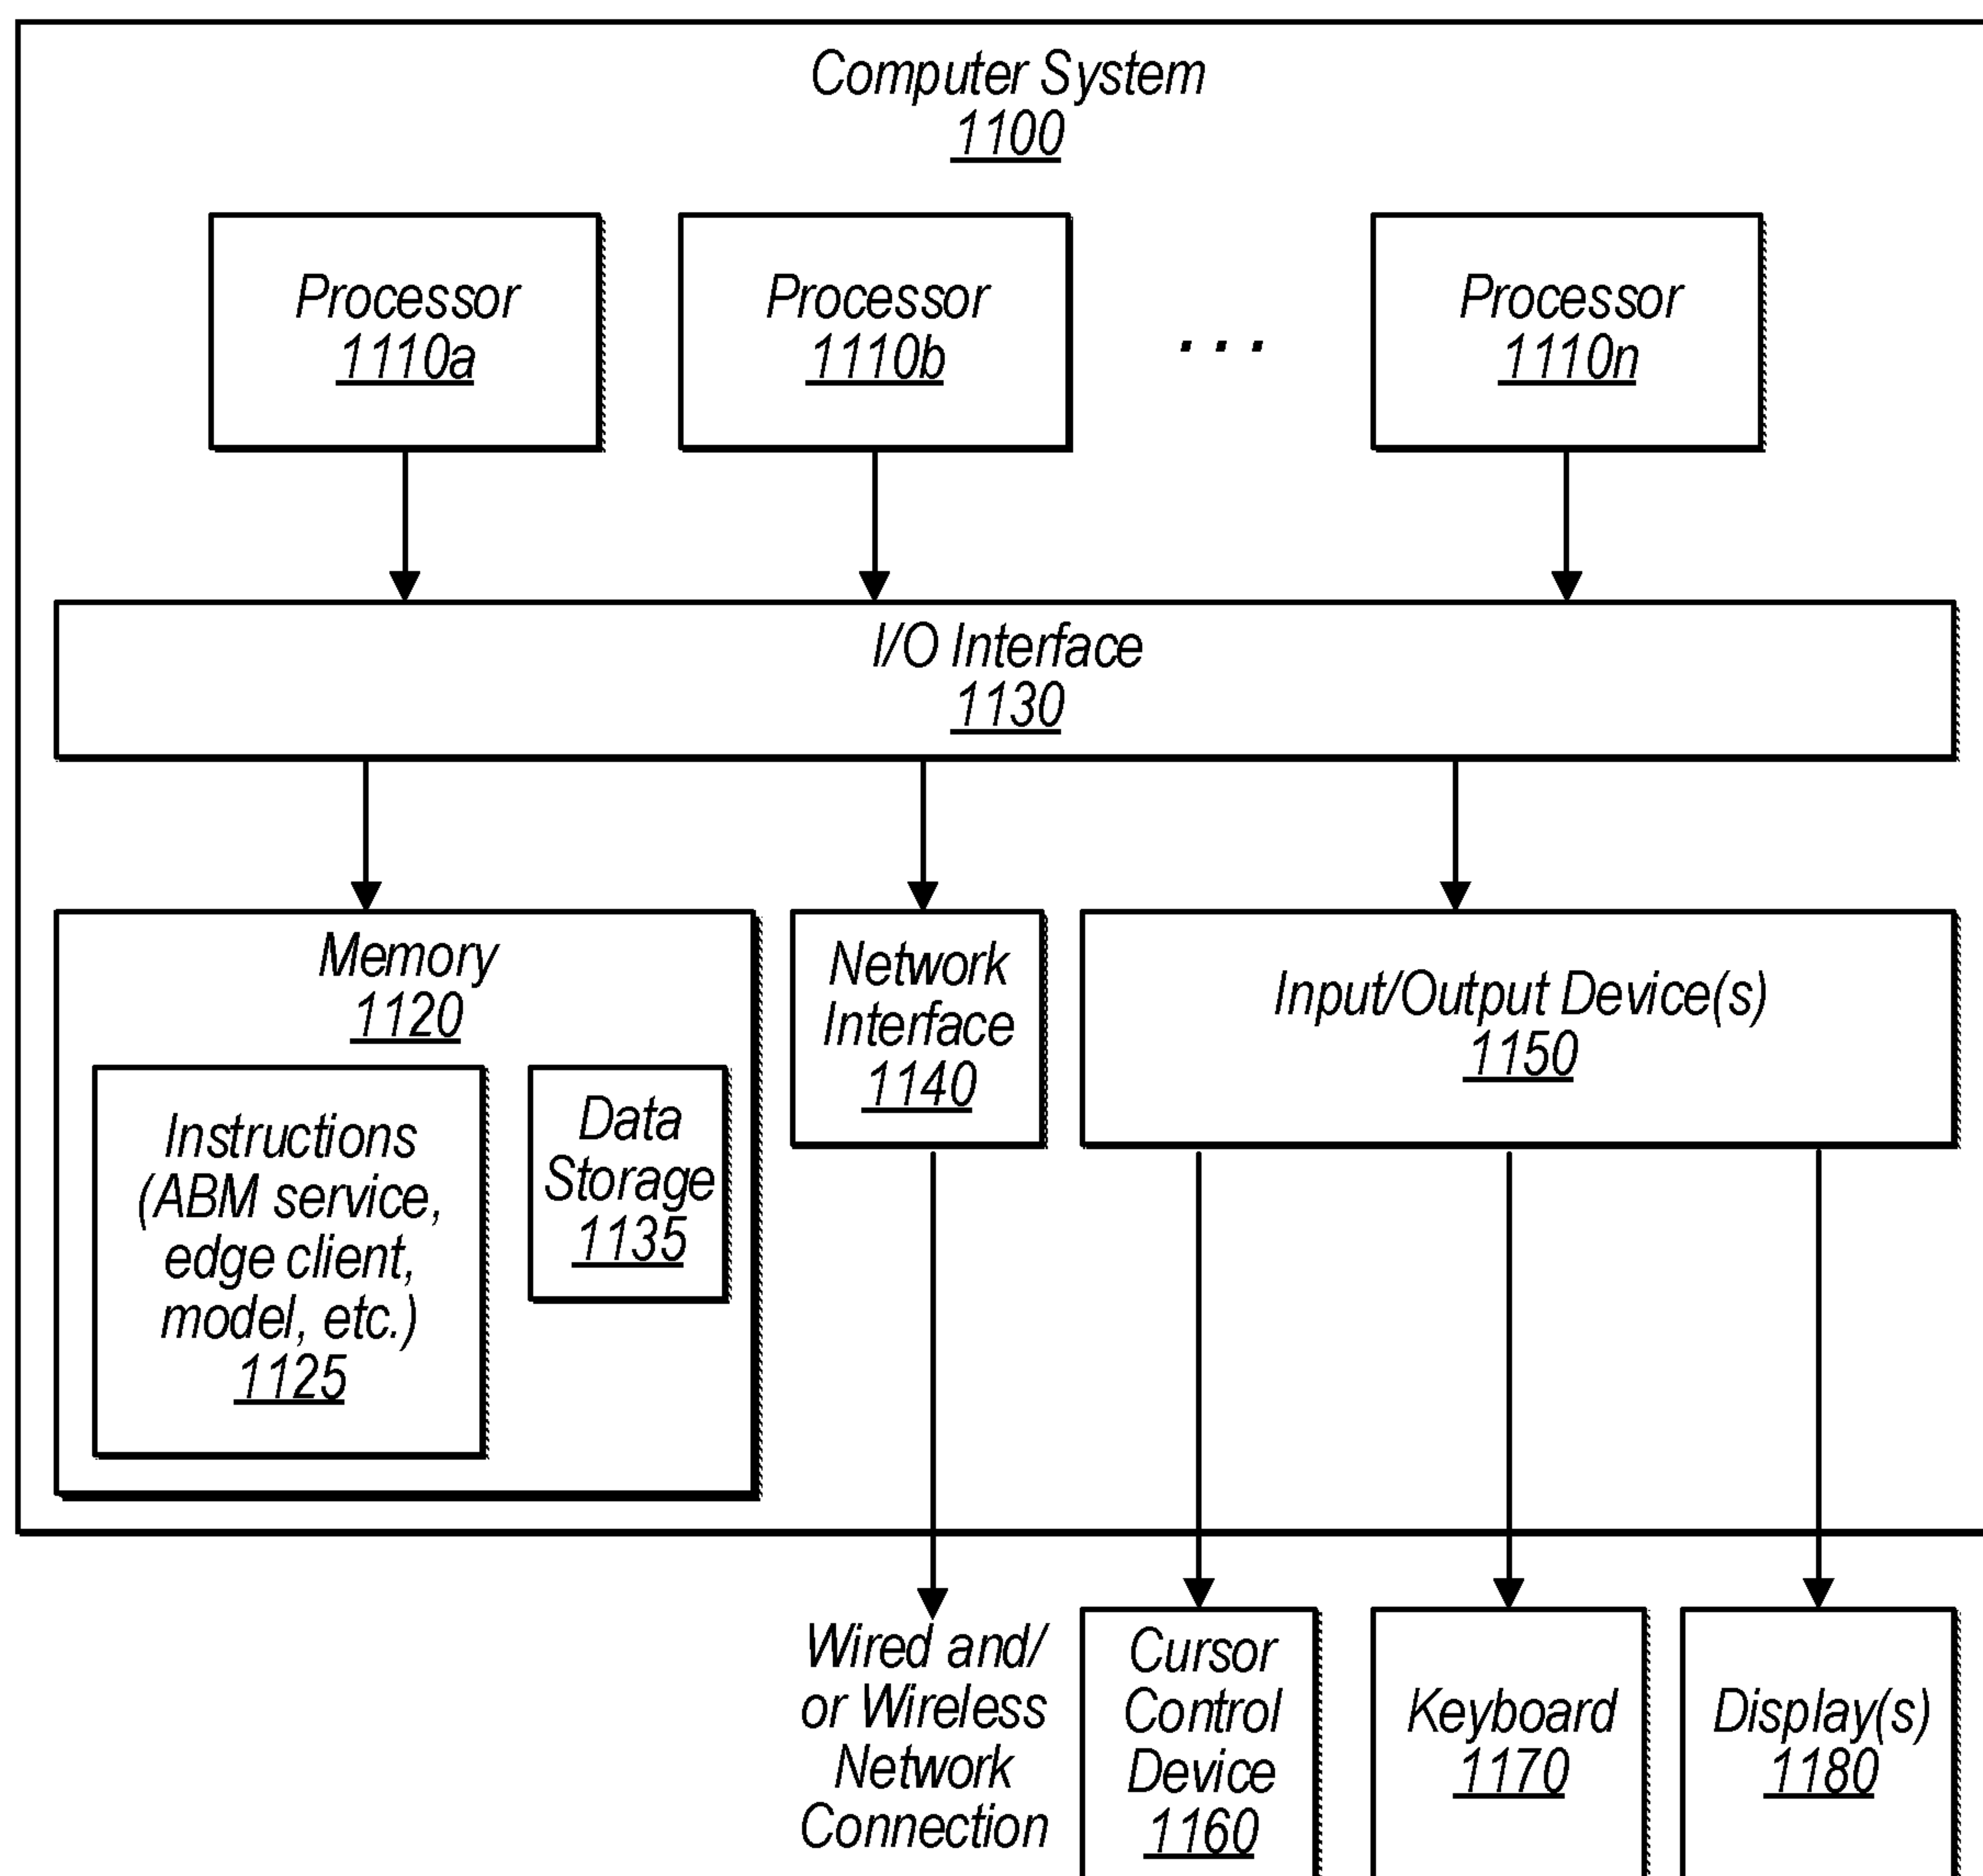 Computer System
1100
Processor
1110a
Processor
1110b
. . .
Processor
1110n
I/O Interface
1130
Memory
1120
Instructions
(ABM service,
edge client,
model, etc.)
1125
Data
Storage
1135
Network
Interface
1140
Input/Output Device(s)
1150
Wired and/
or Wireless
Network
Connection
Cursor
Control
Device
1160
Keyboard
1170
Display(s)
1180